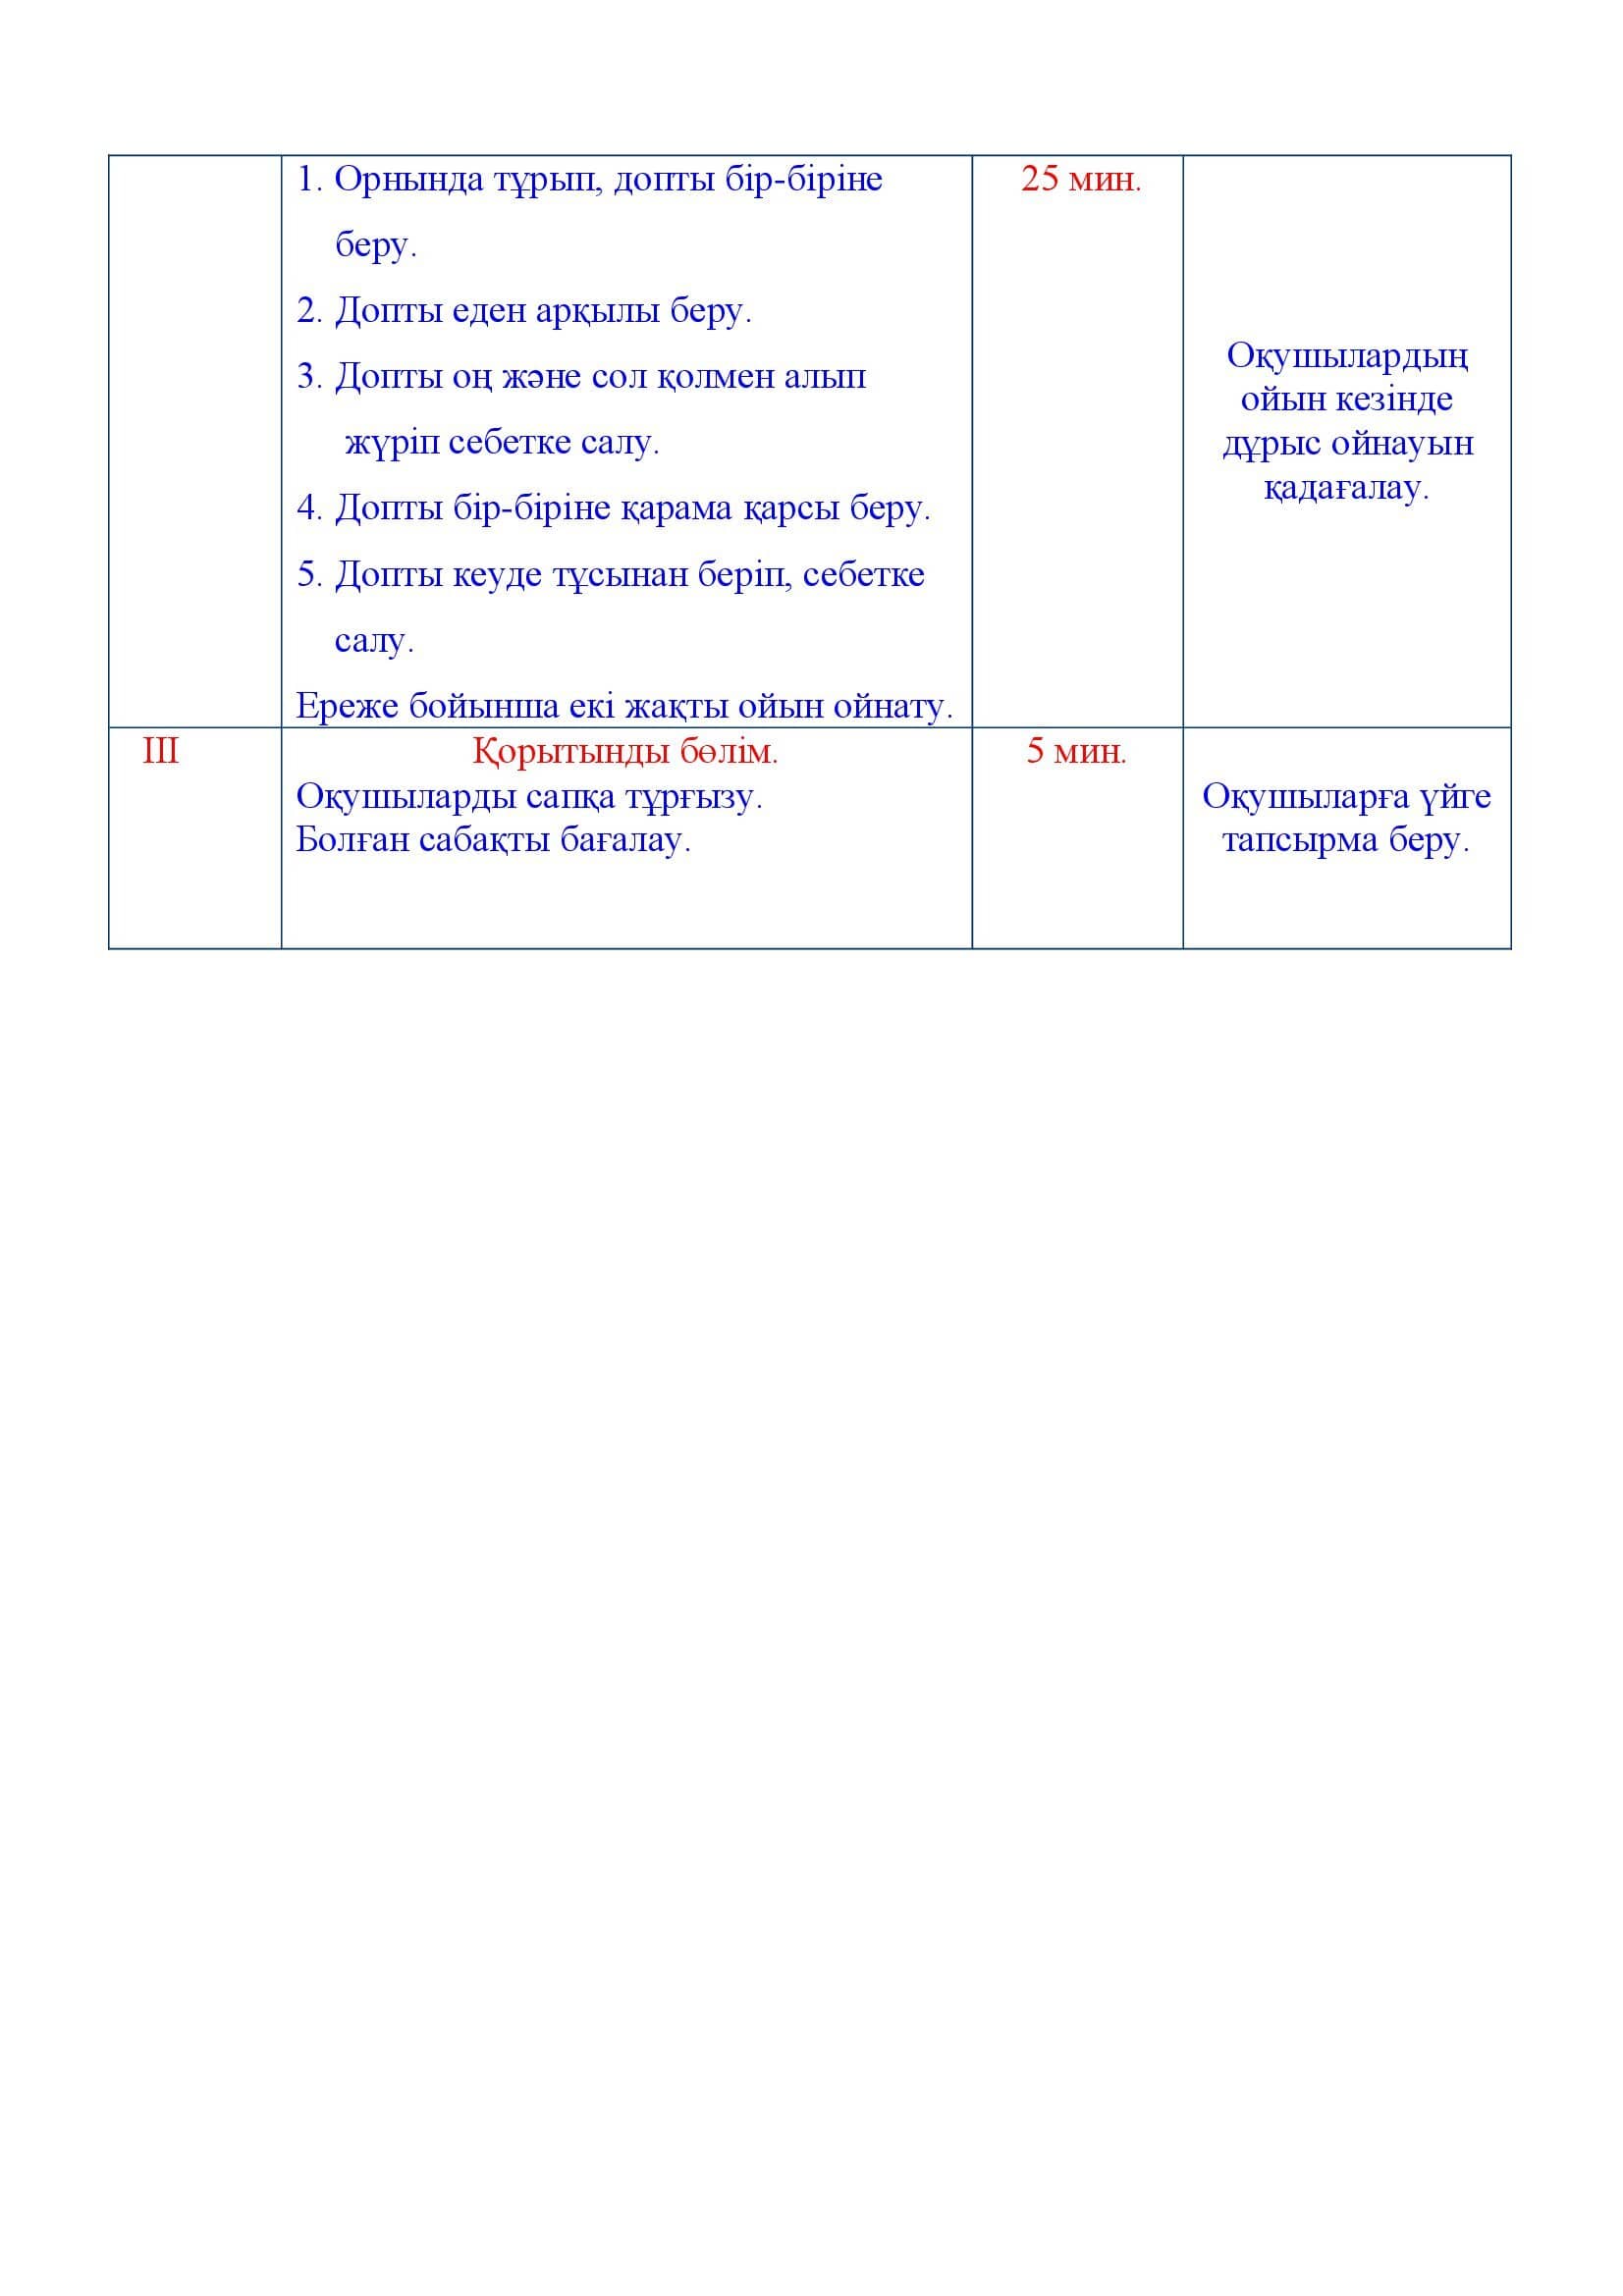 1. Орнында тұрып, допты бір-біріне
беру.
2. Допты еден арқылы беру.
3. Допты оң және сол қолмен алып
жүріп себетке салу.
4. Допты бір-біріне қарама қарсы беру.
5. Допты кеуде тұсынан беріп, себетке
салу.
Ереже бойынша екі жақты ойын ойнату.
25 мин.
Оқушылардың
ойын кезінде
дұрыс ойнауын
қадағалау.
III
Қорытынды бөлім.
Оқушыларды сапқа тұрғызу.
Болған сабақты бағалау.
5 мин.
Оқушыларға үйге
тапсырма беру.